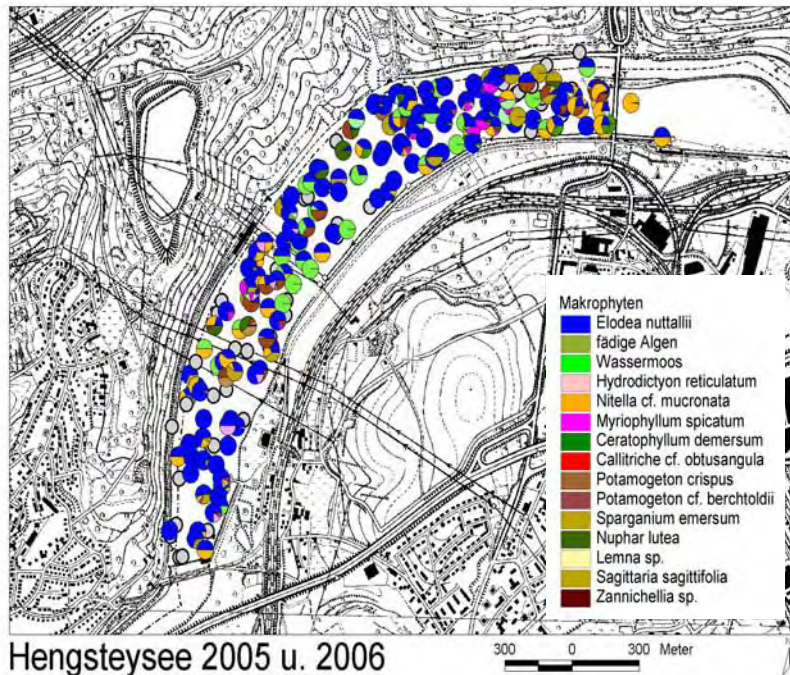 Makrophyten
Elodea nuttallii
fädige Algen
Wassermoos
Hydrodictyon reticulatum
Nitella cf. mucronata
Myriophyllum spicatum
Ceratophyllum demersum
Callitriche cf. obtusangula
Potamogeton crispus
Potamogeton cf. berchtoldii
Sparganium emersum
Nuphar lutea
Lemna sp.
Sagittaria sagittifolia
Zannichellia sp.
Hengsteysee 2005 u. 2006
300 0 300 Meter